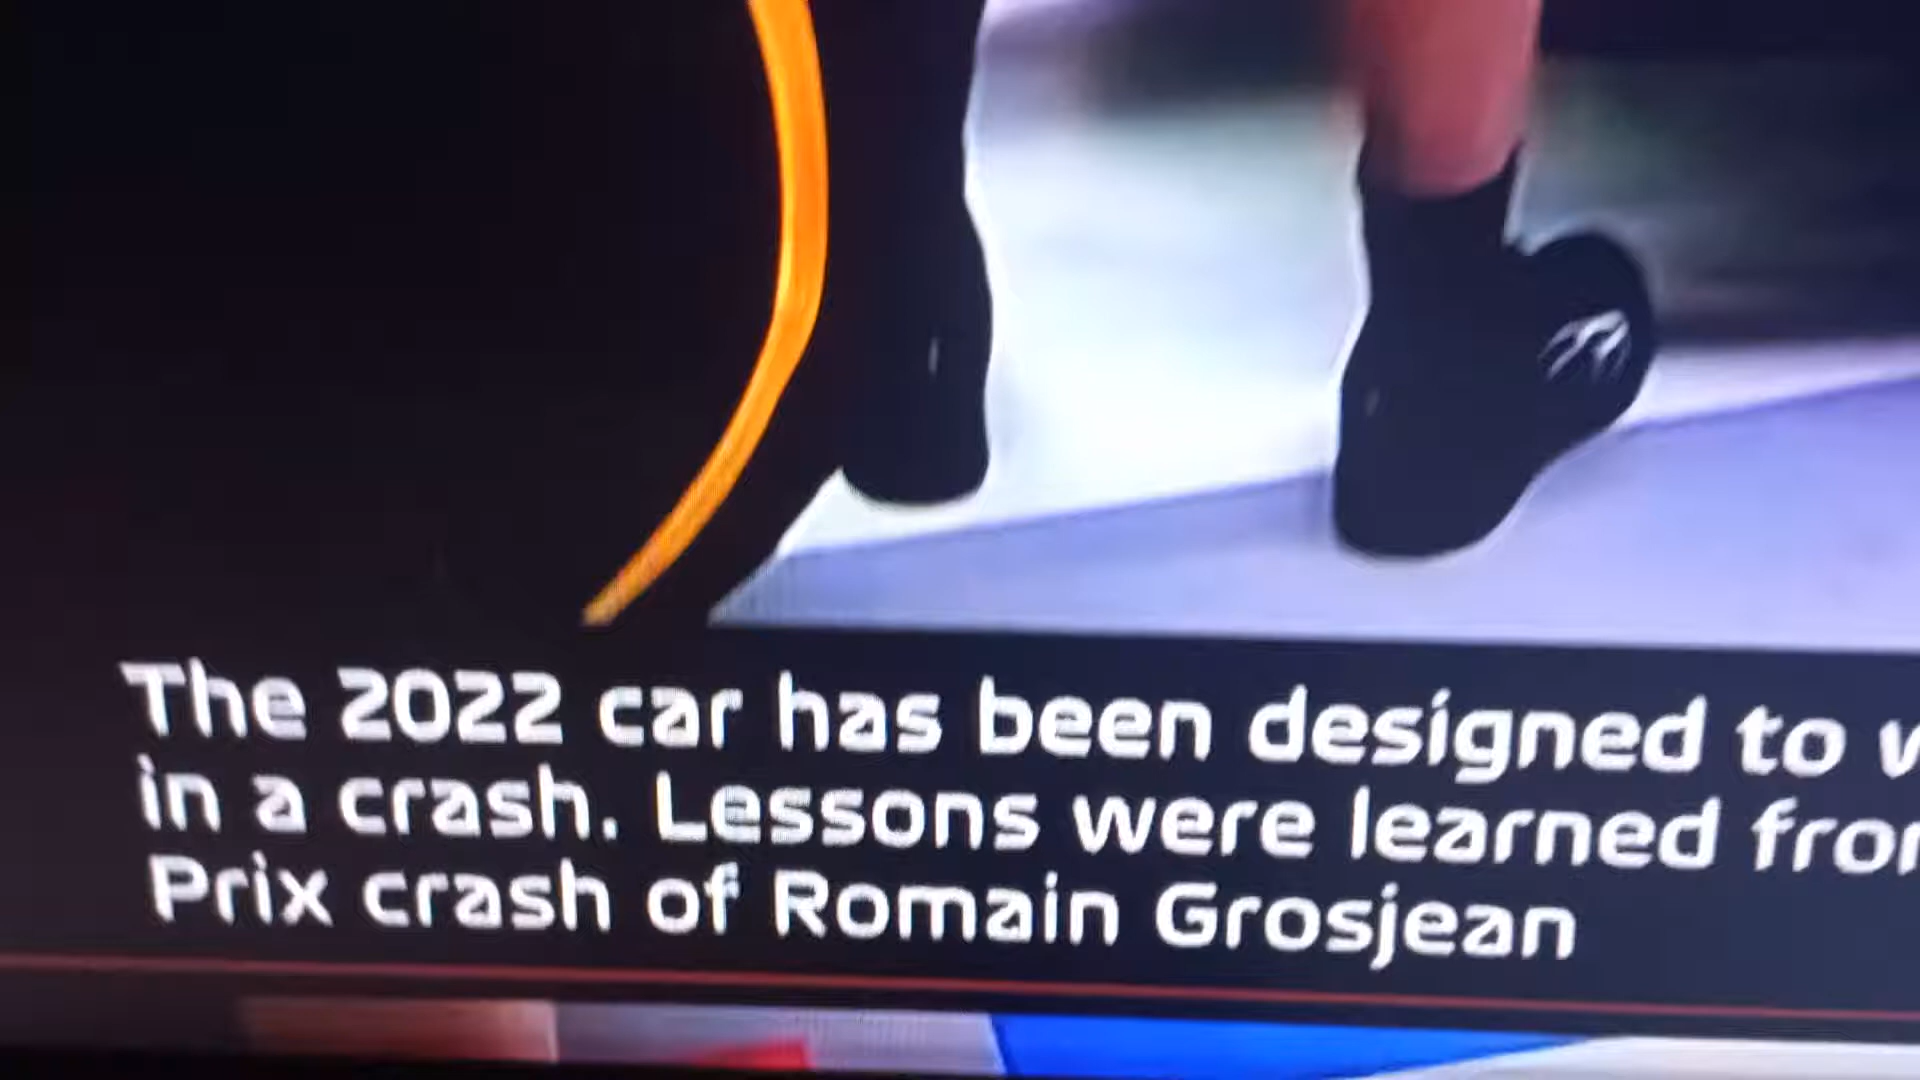 The 2022 car has been designed to
in a crash. Lessons were learned
Prix crash of Romain Grosjean